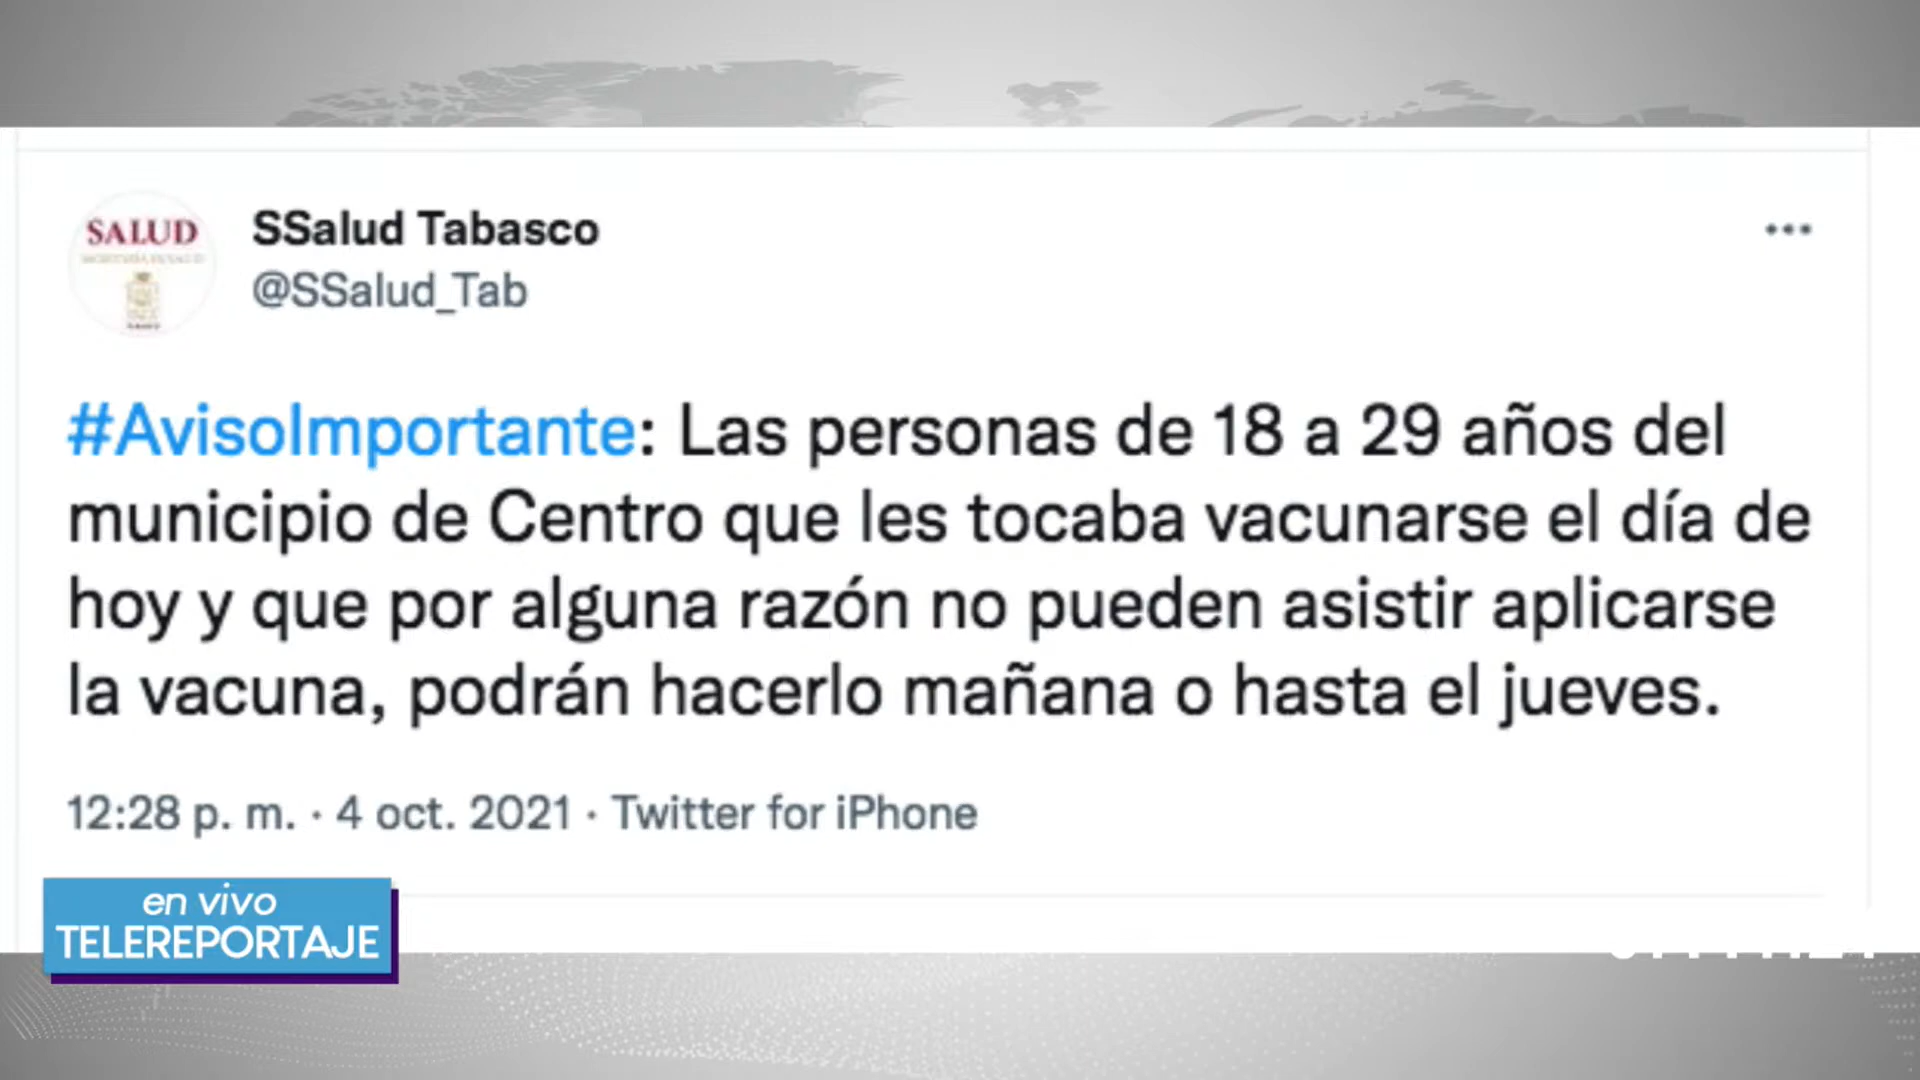 SALUD
SSalud Tabasco
@SSalud_Tab
#AvisoImportante: Las personas de 18 a 29 años del
municipio de Centro que les tocaba vacunarse el día de
hoy y que por alguna razón no pueden asistir aplicarse
la vacuna, podrán hacerlo mañana o hasta el jueves.
12:28 p. m. · 4 oct. 2021 · Twitter for iPhone
en vivo
TELEREPORTAJE